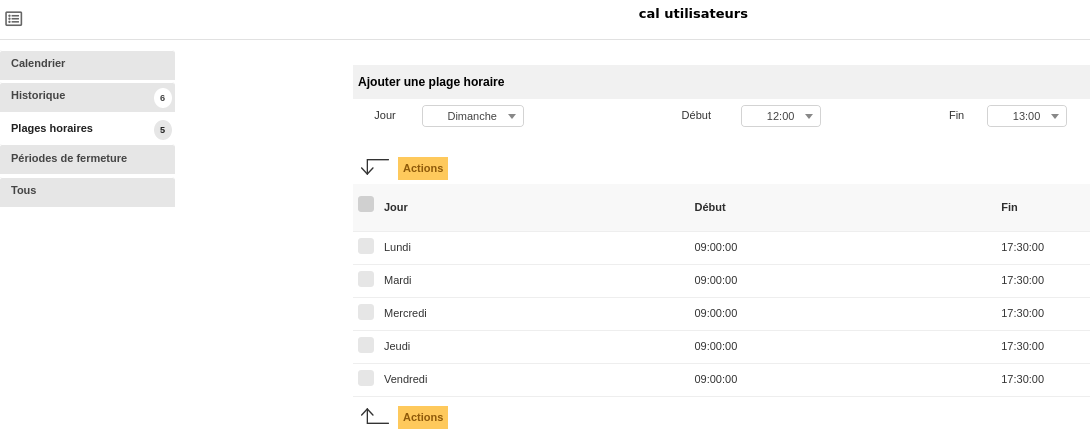 cal utilisateurs
Calendrier
Historique 6
Plages horaires 5
Périodes de fermeture
Tous
Ajouter une plage horaire
Jour Dimanche Début 12:00 Fin 13:00
Actions
Jour Début Fin
Lundi 09:00:00 17:30:00
Mardi 09:00:00 17:30:00
Mercredi 09:00:00 17:30:00
Jeudi 09:00:00 17:30:00
Vendredi 09:00:00 17:30:00
Actions